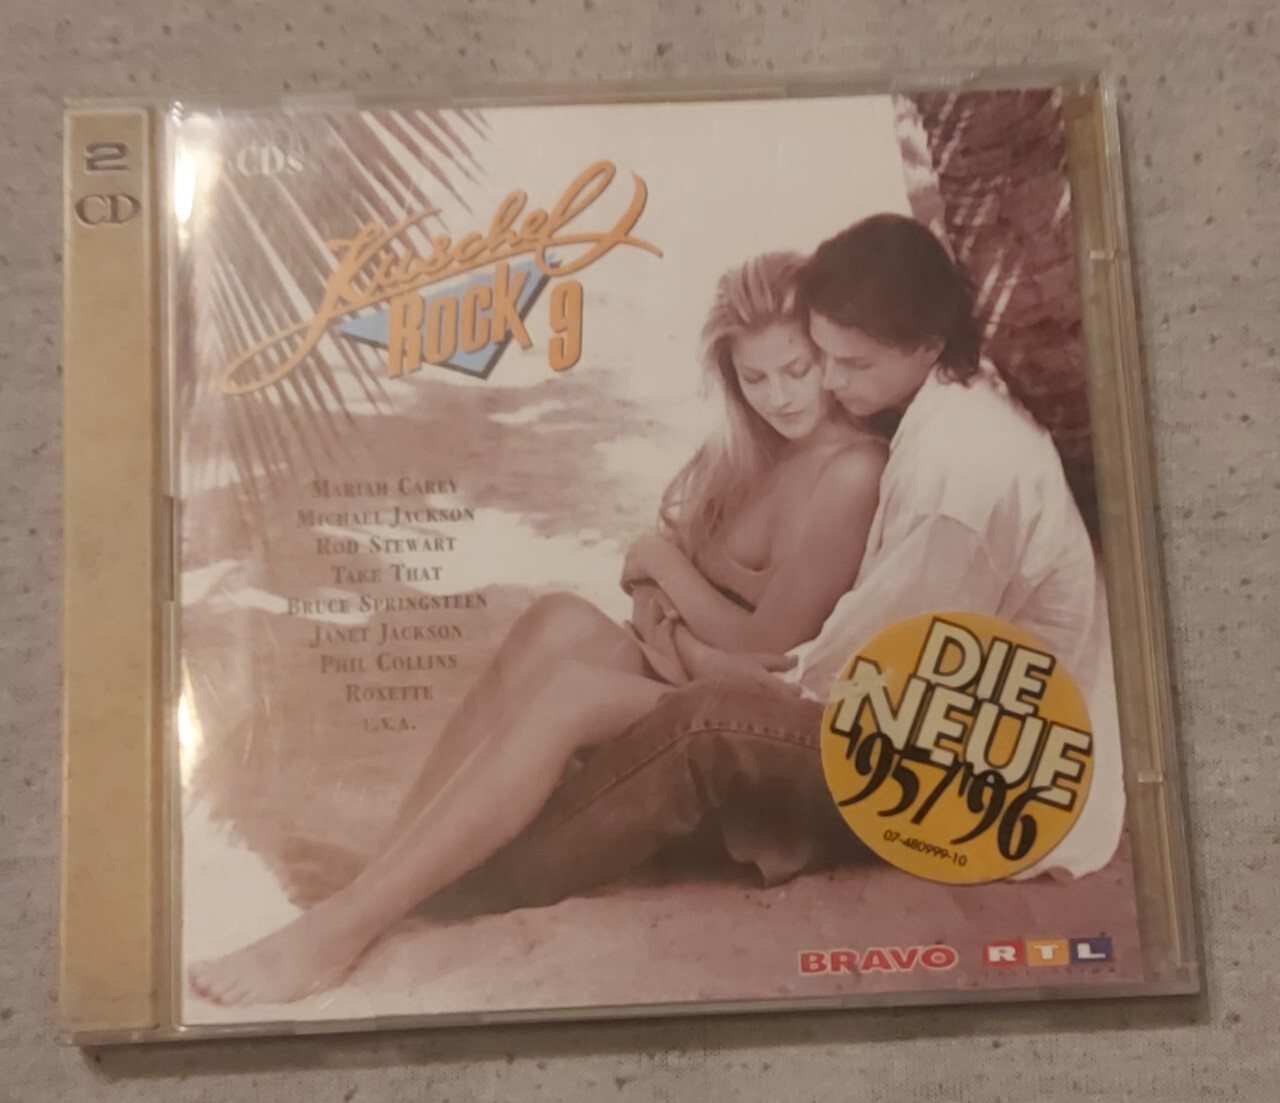 2
CD
CDs
Kuschel
ROCK 9
MARIAH CAREY
MICHAEL JACKSON
ROD STEWART
TAKE THAT
BRUCE SPRINGSTEEN
JANET JACKSON
PHIL COLLINS
ROXETTE
U.V.A.
DIE
NEUE
'95/'96
07-480999-10
BRAVO RTL